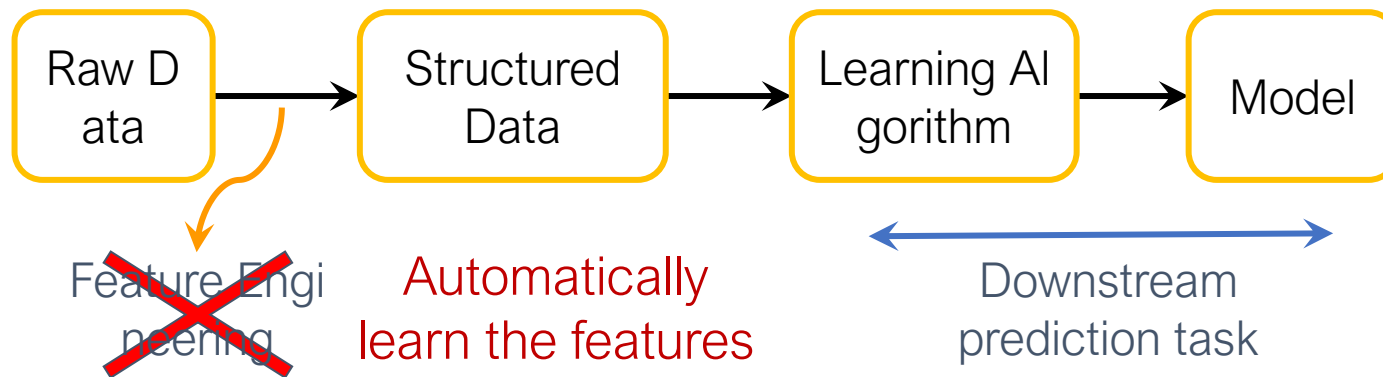 Raw D
ata
Structured
Data
Learning Al
gorithm
Model
Feature Engi
neering
Automatically
learn the features
Downstream
prediction task